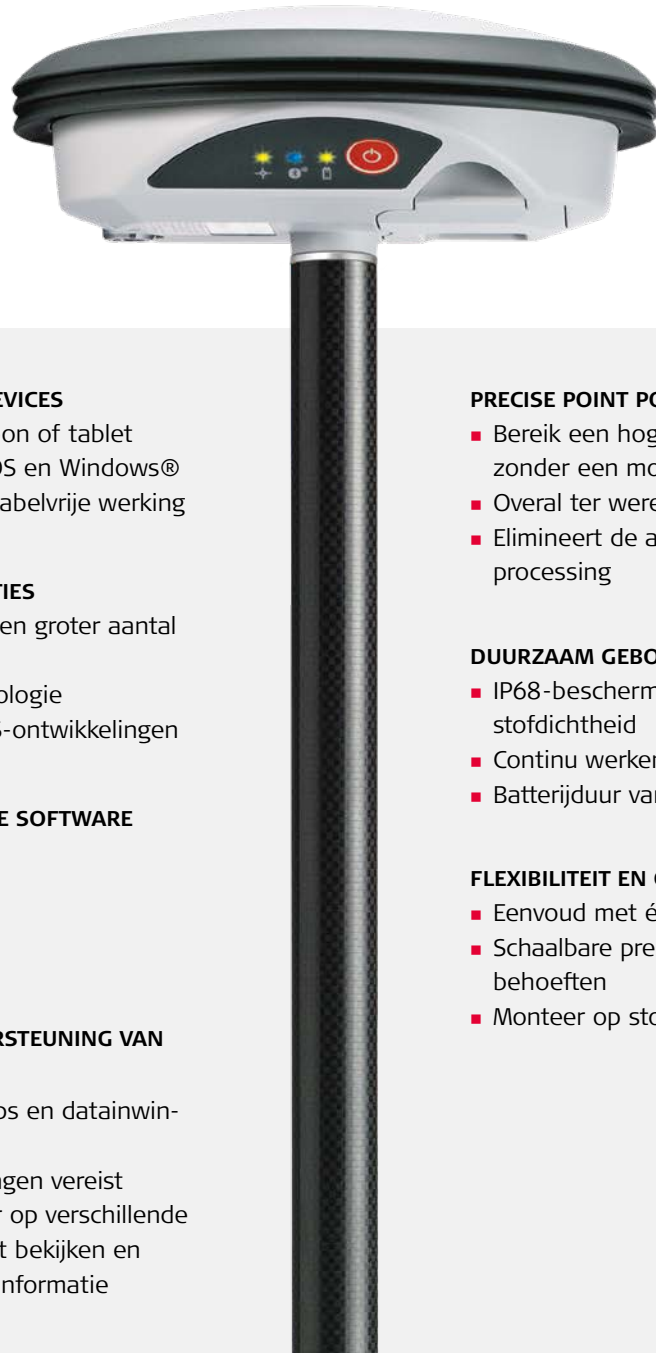 EVICES
on of tablet
OS en Windows®
abelvrije werking
TIES
en groter aantal
ologie
S-ontwikkelingen
E SOFTWARE
RSTEUNING VAN
os en datainwin-
ngen vereist
r op verschillende
t bekijken en
nformatie
PRECISE POINT PO
Bereik een hog
zonder een mo
Overal ter were
Elimineert de a
processing
DUURZAAM GEBO
IP68-bescherm
stofdichtheid
Continu werken
Batterijduur va
FLEXIBILITEIT EN
Eenvoud met é
Schaalbare pre
behoeften
Monteer op sto